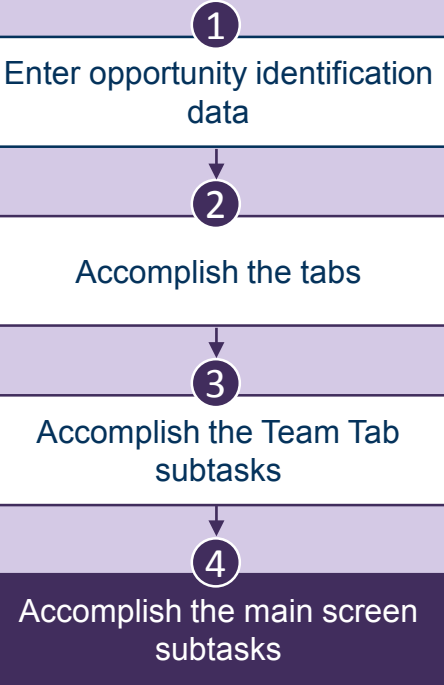 1
Enter opportunity identification
data
2
Accomplish the tabs
3
Accomplish the Team Tab
subtasks
4
Accomplish the main screen
subtasks